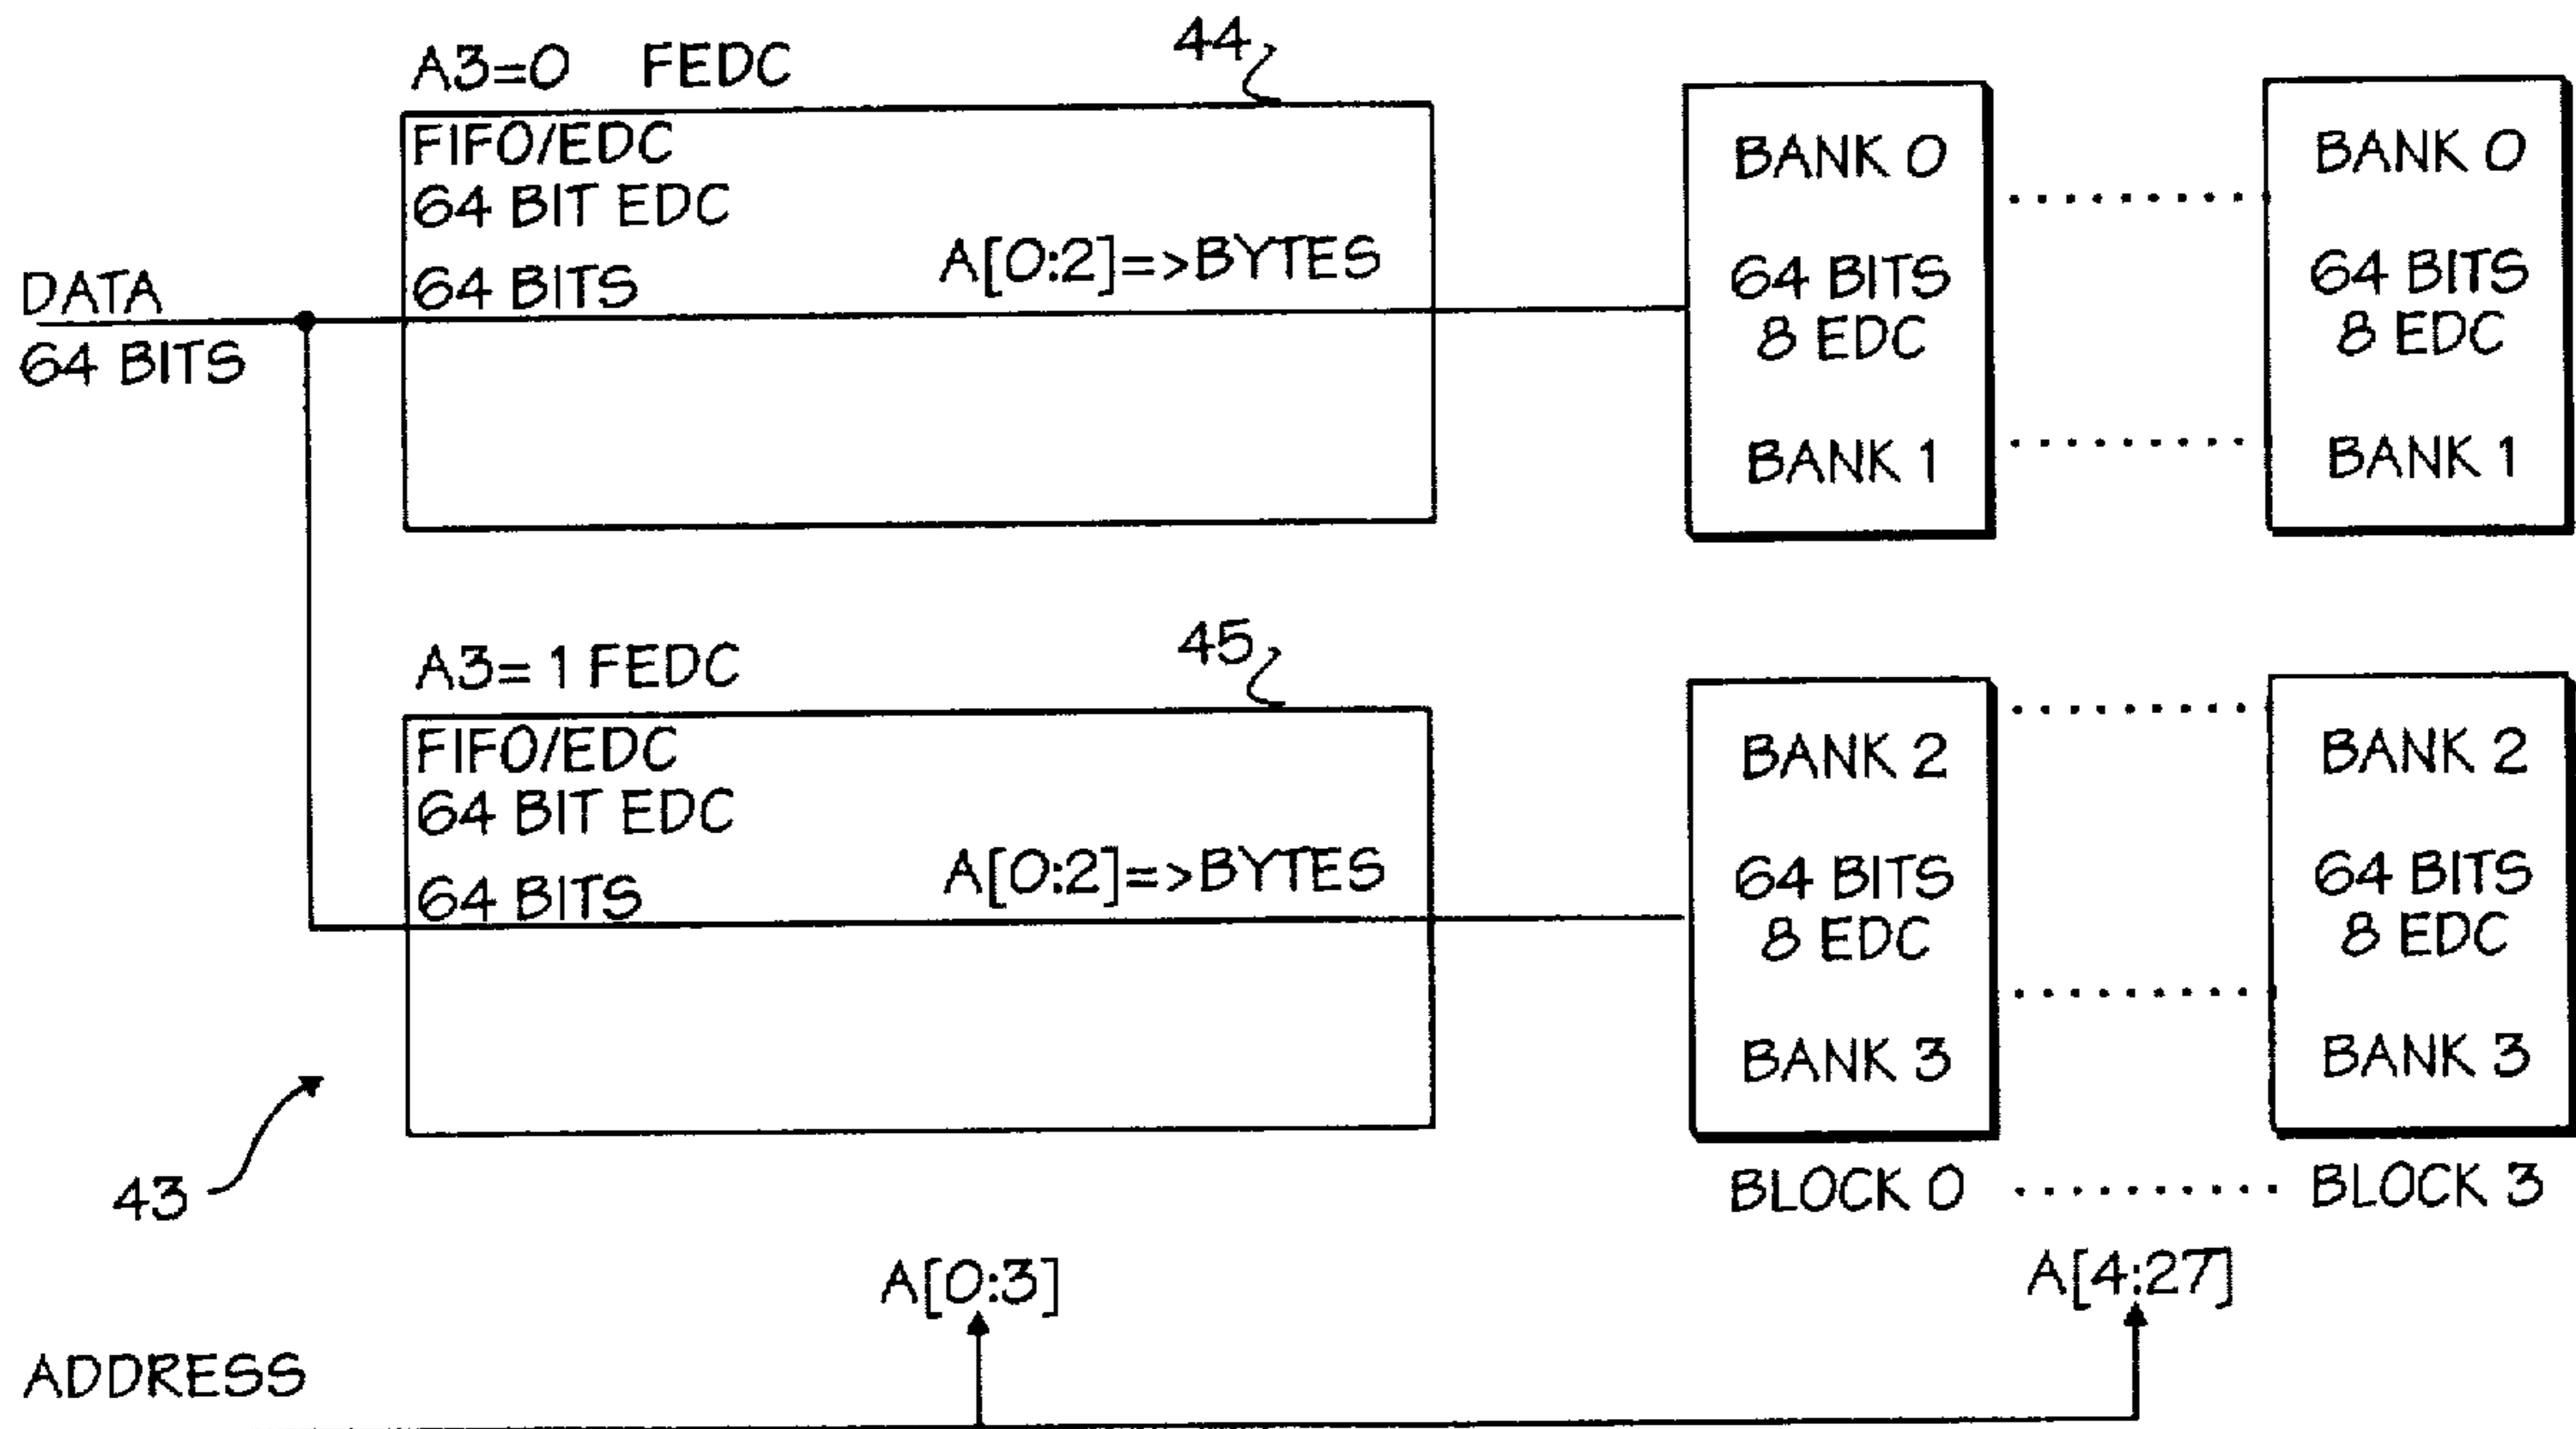 A3=0 FEDC
44
FIFO/EDC
64 BIT EDC
64 BITS
A[0:2]=>BYTES
DATA
64 BITS
BANK 0
64 BITS
8 EDC
BANK 1
BANK 0
64 BITS
8 EDC
BANK 1
A3=1 FEDC
45
FIFO/EDC
64 BIT EDC
64 BITS
A[0:2]=>BYTES
BANK 2
64 BITS
8 EDC
BANK 3
BANK 2
64 BITS
8 EDC
BANK 3
43
BLOCK 0 .......... BLOCK 3
A[0:3]
A[4:27]
ADDRESS